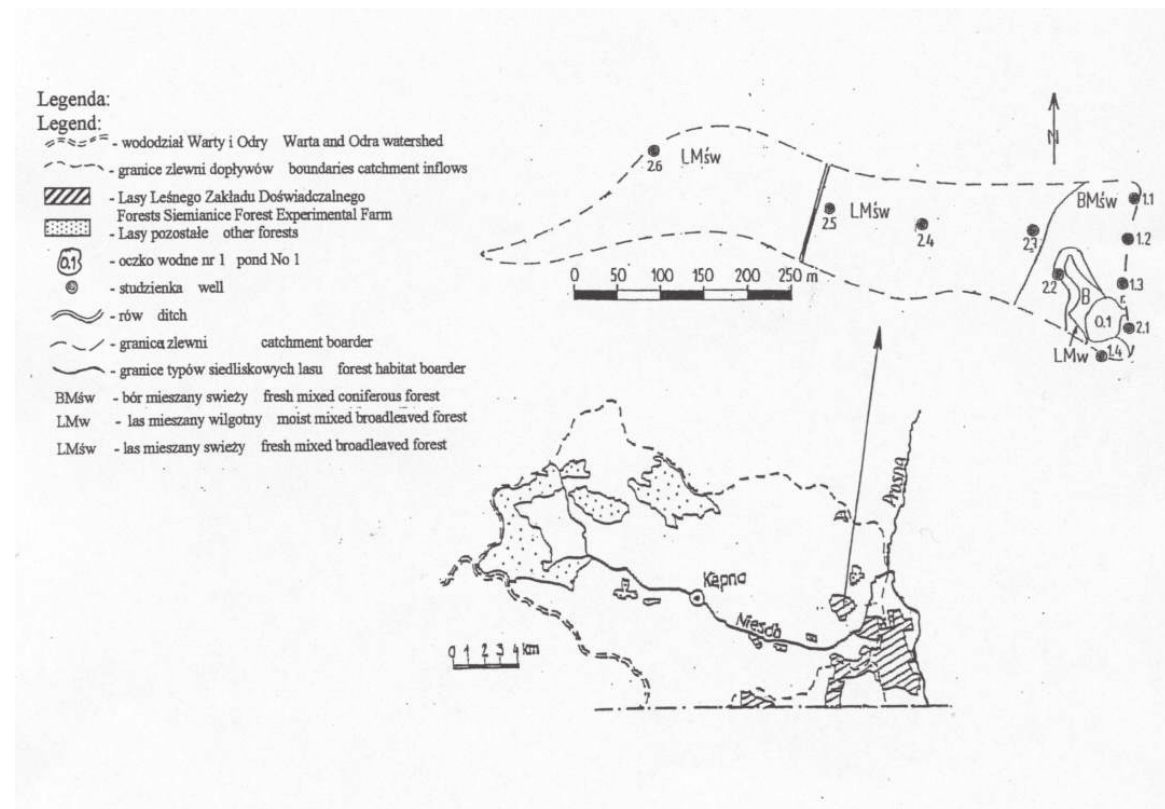 Legenda:
Legend:
- wododział Warty i Odry Warta and Odra watshed
- granice zlewni dopływów boundaries catchment inflows
- Lasy Leśnego Zakładu Doświadczalnego
Forests Siemianice Forest Experimental Farm
- Lasy pozostałe other forests
0.1 - oczko wodne nr 1 pond No 1
- studzienka well
- rów ditch
- granica zlewni catchment boarder
- granice typów siedliskowych lasu forest habitat boarder
BMśw - bór mieszany swieży fresh mixed coniferous forest
LMw - las mieszany wilgotny moist mixed broadleaved forest
LMśw - las mieszany swieży fresh mixed broadleaved forest
N
2.6 LMśw
2.5 LMśw
2.4
2.3
BMśw
1.1
1.2
1.3
2.2
B
0.1
2.1
LMw
1.4
0 50 100 150 200 250 m
Prosna
Kępno
Niesób
0 1 2 3 4 km